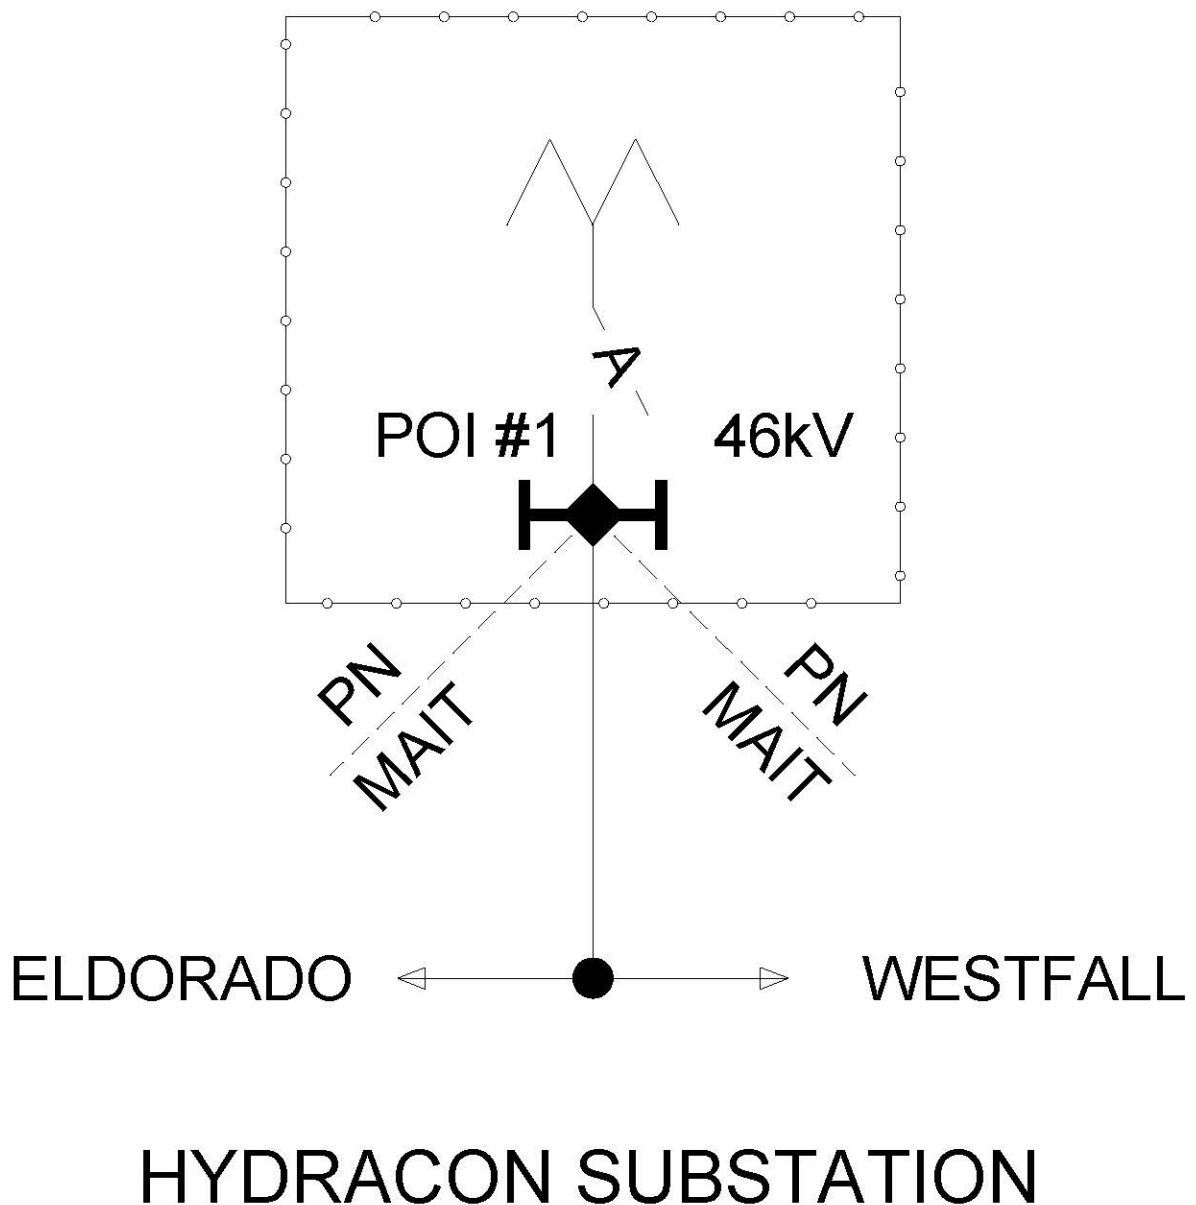 A
POI #1
46kV
PN
MAIT
PN
MAIT
ELDORADO
WESTFALL
HYDRACON SUBSTATION